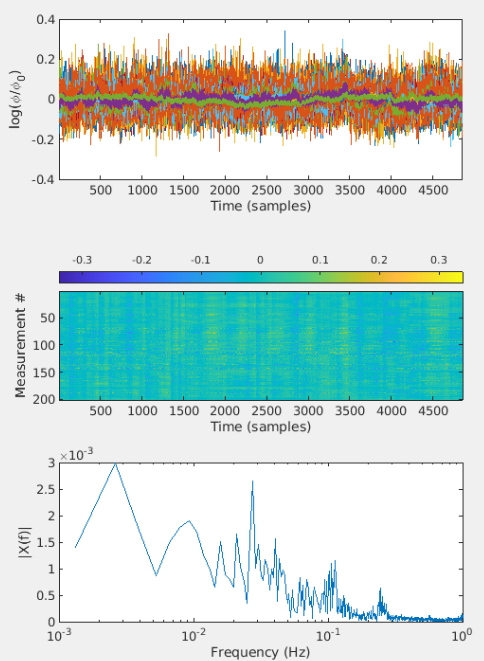 0.4
0.2
0
-0.2
-0.4
log(ϕ/ϕ0)
500 1000 1500 2000 2500 3000 3500 4000 4500
Time (samples)
-0.3 -0.2 -0.1 0 0.1 0.2 0.3
50
100
150
200
Measurement #
500 1000 1500 2000 2500 3000 3500 4000 4500
Time (samples)
×10-3
3
2.5
2
1.5
1
0.5
0
|X(f)|
10-3 10-2 10-1 100
Frequency (Hz)